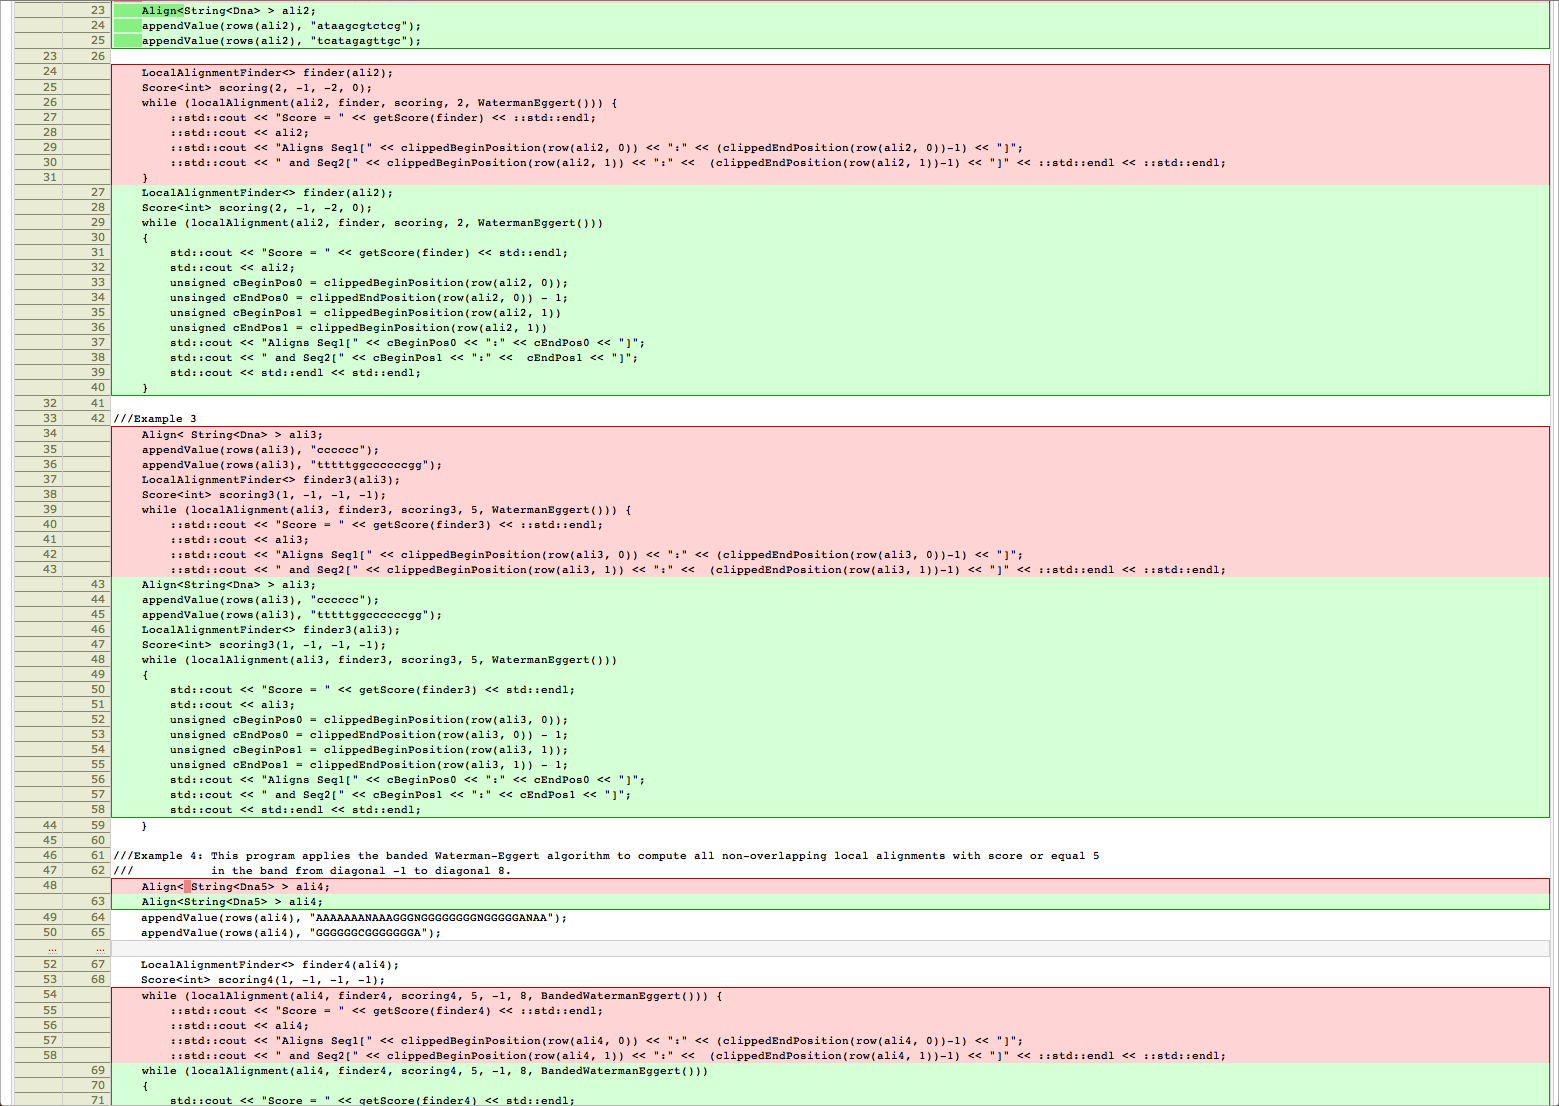 23     Align<String<Dna> > ali2;
24     appendValue(rows(ali2), "ataagcgtctcg");
25     appendValue(rows(ali2), "tcatagagttgc");
23 26
24     LocalAlignmentFinder<> finder(ali2);
25     Score<int> scoring(2, -1, -2, 0);
26     while (localAlignment(ali2, finder, scoring, 2, WatermanEggert())) {
27         ::std::cout << "Score = " << getScore(finder) << ::std::endl;
28         ::std::cout << ali2;
29         ::std::cout << "Aligns Seq1[" << clippedBeginPosition(row(ali2, 0)) << ":" << (clippedEndPosition(row(ali2, 0))-1) << "]";
30         ::std::cout << " and Seq2[" << clippedBeginPosition(row(ali2, 1)) << ":" <<  (clippedEndPosition(row(ali2, 1))-1) << "]" << ::std::endl << ::std::endl;
31     }
27     LocalAlignmentFinder<> finder(ali2);
28     Score<int> scoring(2, -1, -2, 0);
29     while (localAlignment(ali2, finder, scoring, 2, WatermanEggert()))
30     {
31         std::cout << "Score = " << getScore(finder) << std::endl;
32         std::cout << ali2;
33         unsigned cBeginPos0 = clippedBeginPosition(row(ali2, 0));
34         unsinged cEndPos0 = clippedEndPosition(row(ali2, 0)) - 1;
35         unsigned cBeginPos1 = clippedBeginPosition(row(ali2, 1))
36         unsigned cEndPos1 = clippedBeginPosition(row(ali2, 1))
37         std::cout << "Aligns Seq1[" << cBeginPos0 << ":" << cEndPos0 << "]";
38         std::cout << " and Seq2[" << cBeginPos1 << ":" <<  cEndPos1 << "]";
39         std::cout << std::endl << std::endl;
40     }
32 41
33 42 ///Example 3
34     Align< String<Dna> > ali3;
35     appendValue(rows(ali3), "cccccc");
36     appendValue(rows(ali3), "tttttggccccccgg");
37     LocalAlignmentFinder<> finder3(ali3);
38     Score<int> scoring3(1, -1, -1, -1);
39     while (localAlignment(ali3, finder3, scoring3, 5, WatermanEggert())) {
40         ::std::cout << "Score = " << getScore(finder3) << ::std::endl;
41         ::std::cout << ali3;
42         ::std::cout << "Aligns Seq1[" << clippedBeginPosition(row(ali3, 0)) << ":" << (clippedEndPosition(row(ali3, 0))-1) << "]";
43         ::std::cout << " and Seq2[" << clippedBeginPosition(row(ali3, 1)) << ":" <<  (clippedEndPosition(row(ali3, 1))-1) << "]" << ::std::endl << ::std::endl;
43     Align<String<Dna> > ali3;
44     appendValue(rows(ali3), "cccccc");
45     appendValue(rows(ali3), "tttttggccccccgg");
46     LocalAlignmentFinder<> finder3(ali3);
47     Score<int> scoring3(1, -1, -1, -1);
48     while (localAlignment(ali3, finder3, scoring3, 5, WatermanEggert()))
49     {
50         std::cout << "Score = " << getScore(finder3) << std::endl;
51         std::cout << ali3;
52         unsigned cBeginPos0 = clippedBeginPosition(row(ali3, 0));
53         unsigned cEndPos0 = clippedEndPosition(row(ali3, 0)) - 1;
54         unsigned cBeginPos1 = clippedBeginPosition(row(ali3, 1));
55         unsigned cEndPos1 = clippedEndPosition(row(ali3, 1)) - 1;
56         std::cout << "Aligns Seq1[" << cBeginPos0 << ":" << cEndPos0 << "]";
57         std::cout << " and Seq2[" << cBeginPos1 << ":" << cEndPos1 << "]";
58         std::cout << std::endl << std::endl;
44 59     }
45 60
46 61 ///Example 4: This program applies the banded Waterman-Eggert algorithm to compute all non-overlapping local alignments with score or equal 5
47 62 ///           in the band from diagonal -1 to diagonal 8.
48     Align< String<Dna5> > ali4;
63     Align<String<Dna5> > ali4;
49 64     appendValue(rows(ali4), "AAAAAAANAAAGGGNGGGGGGGGNGGGGGANAA");
50 65     appendValue(rows(ali4), "GGGGGGCGGGGGGGA");
... ...
52 67     LocalAlignmentFinder<> finder4(ali4);
53 68     Score<int> scoring4(1, -1, -1, -1);
54     while (localAlignment(ali4, finder4, scoring4, 5, -1, 8, BandedWatermanEggert())) {
55         ::std::cout << "Score = " << getScore(finder4) << ::std::endl;
56         ::std::cout << ali4;
57         ::std::cout << "Aligns Seq1[" << clippedBeginPosition(row(ali4, 0)) << ":" << (clippedEndPosition(row(ali4, 0))-1) << "]";
58         ::std::cout << " and Seq2[" << clippedBeginPosition(row(ali4, 1)) << ":" <<  (clippedEndPosition(row(ali4, 1))-1) << "]" << ::std::endl << ::std::endl;
69     while (localAlignment(ali4, finder4, scoring4, 5, -1, 8, BandedWatermanEggert()))
70     {
71         std::cout << "Score = " << getScore(finder4) << std::endl;